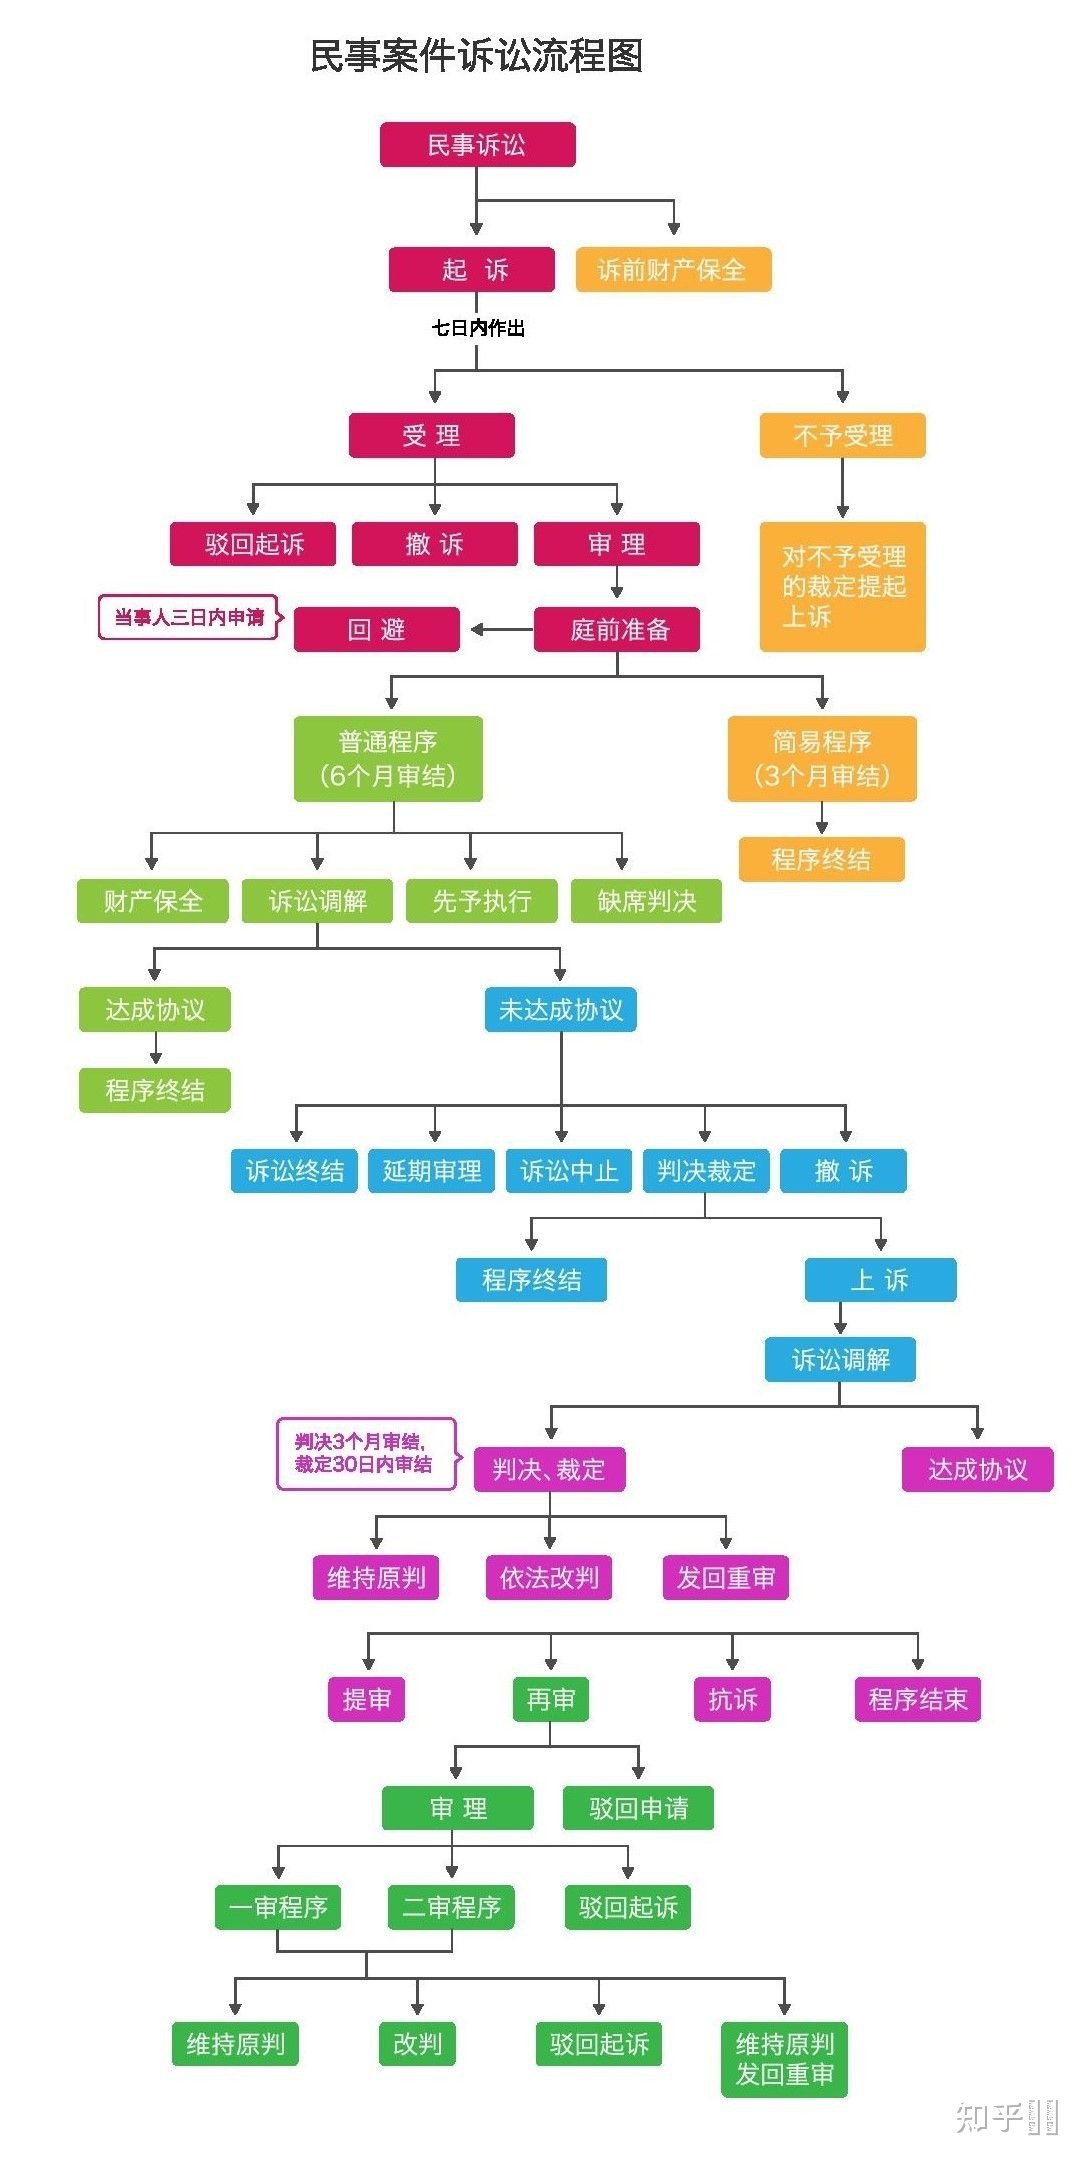 民事案件诉讼流程图
民事诉讼
起 诉
诉前财产保全
七日内作出
受 理
不予受理
驳回起诉
撤 诉
审 理
对不予受理
的裁定提起
上诉
当事人三日内申请
回 避
庭前准备
普通程序
（6个月审结）
简易程序
（3个月审结）
程序终结
财产保全
诉讼调解
先予执行
缺席判决
达成协议
未达成协议
程序终结
诉讼终结
延期审理
诉讼中止
判决裁定
撤 诉
程序终结
上 诉
诉讼调解
判决3个月审结,
裁定30日内审结
判决、裁定
达成协议
维持原判
依法改判
发回重审
提审
再审
抗诉
程序结束
审 理
驳回申请
一审程序
二审程序
驳回起诉
维持原判
改判
驳回起诉
维持原判
发回重审
知乎